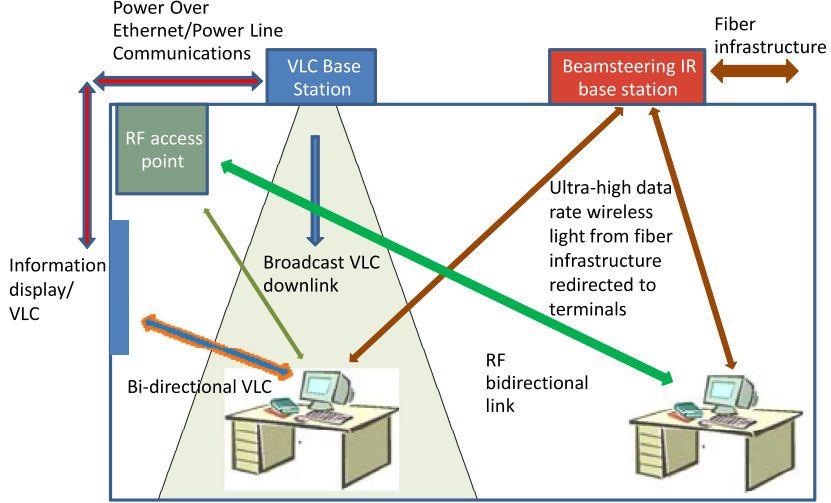 Power Over
Ethernet/Power Line
Communications
VLC Base
Station
Beamsteering IR
base station
Fiber
infrastructure
RF access
point
Ultra-high data
rate wireless
light from fiber
infrastructure
redirected to
terminals
Information
display/
VLC
Broadcast VLC
downlink
Bi-directional VLC
RF
bidirectional
link